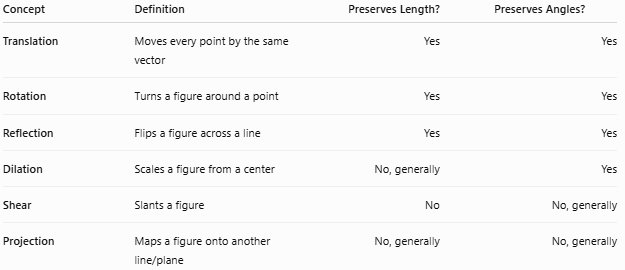 Concept Definition Preserves Length? Preserves Angles?
Translation Moves every point by the same Yes Yes
vector
Rotation Turns a figure around a point Yes Yes
Reflection Flips a figure across a line Yes Yes
Dilation Scales a figure from a center No, generally Yes
Shear Slants a figure No No, generally
Projection Maps a figure onto another No, generally No, generally
line/plane